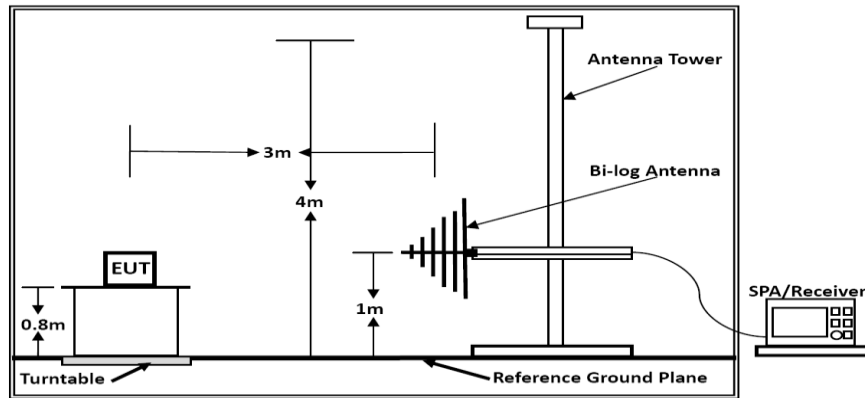 Antenna Tower
3m
Bi-log Antenna
4m
EUT
SPA/Receiver
0.8m
1m
Turntable
Reference Ground Plane